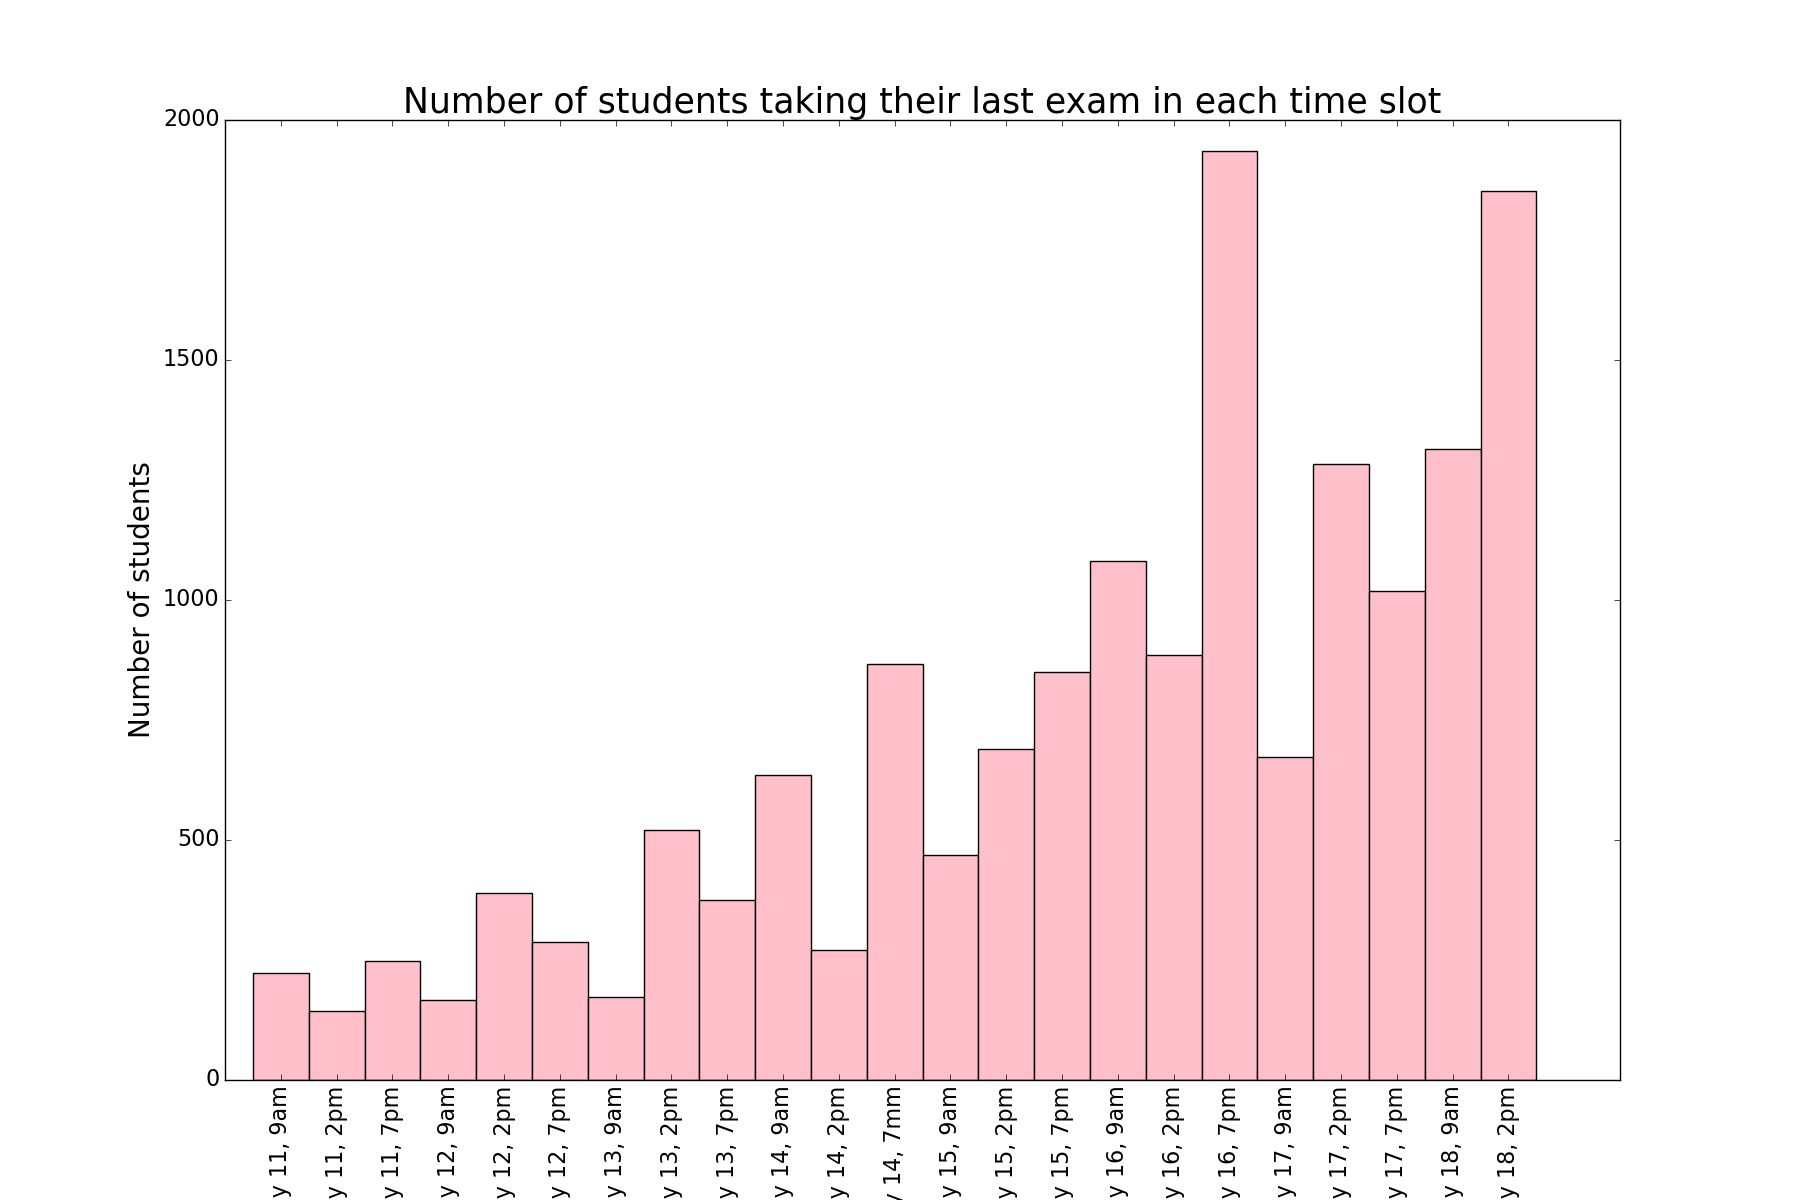 Number of students taking their last exam in each time slot
2000
1500
1000
500
0
Number of students
y 11, 9am
y 11, 2pm
y 11, 7pm
y 12, 9am
y 12, 2pm
y 12, 7pm
y 13, 9am
y 13, 2pm
y 13, 7pm
y 14, 9am
y 14, 2pm
y 14, 7mm
y 15, 9am
y 15, 2pm
y 15, 7pm
y 16, 9am
y 16, 2pm
y 16, 7pm
y 17, 9am
y 17, 2pm
y 17, 7pm
y 18, 9am
y 18, 2pm